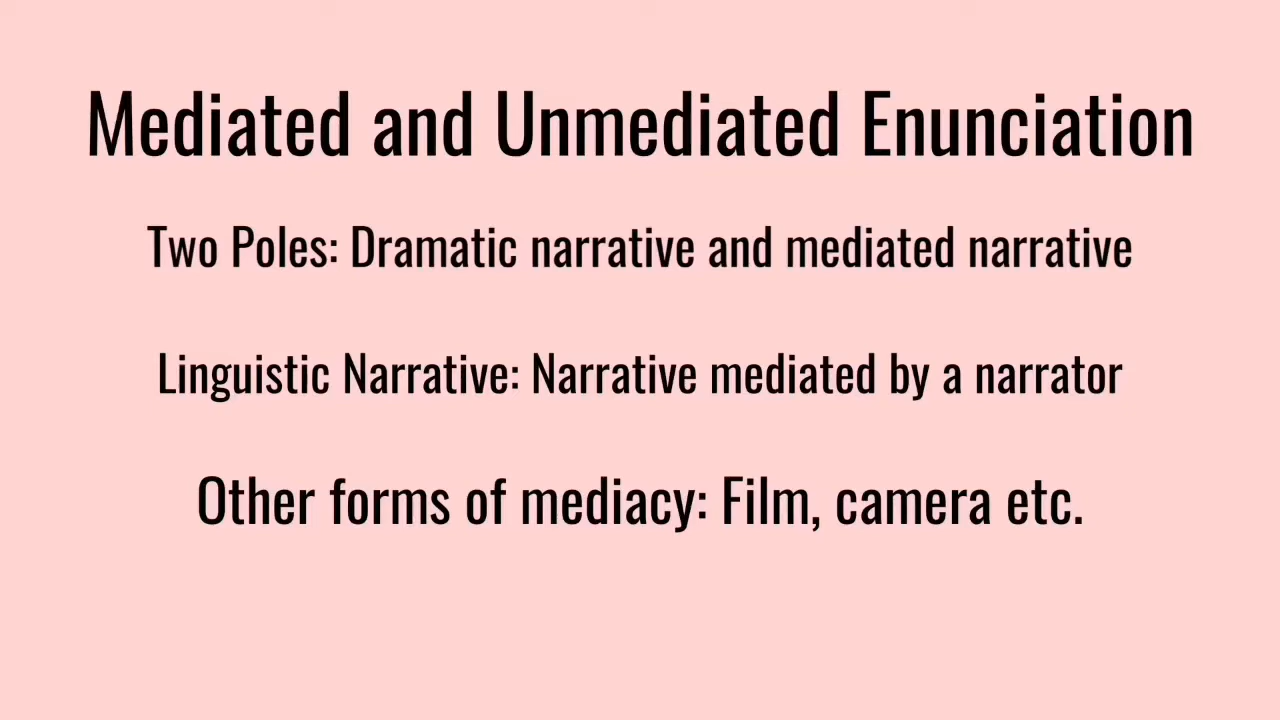 Mediated and Unmediated Enunciation
Two Poles: Dramatic narrative and mediated narrative
Linguistic Narrative: Narrative mediated by a narrator
Other forms of mediacy: Film, camera etc.